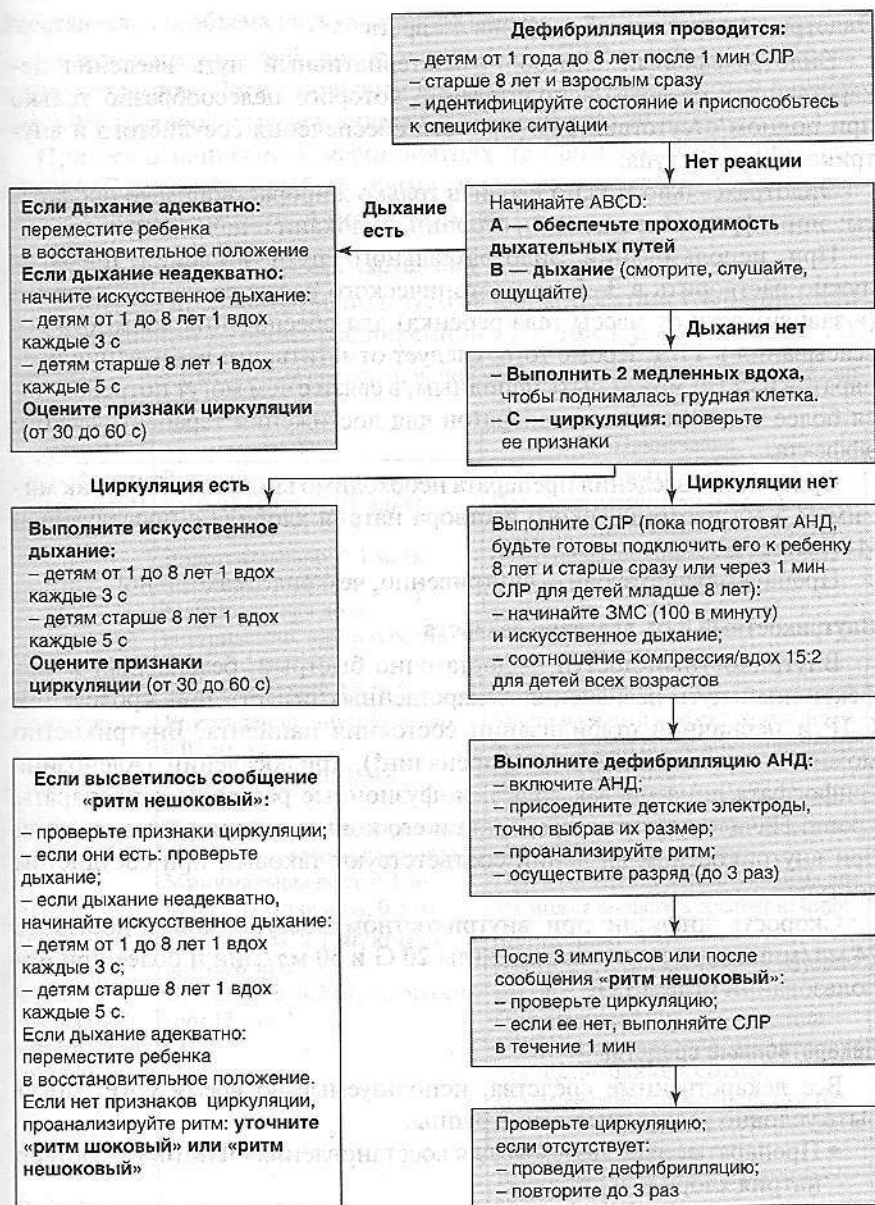 Дефибрилляция проводится:
– детям от 1 года до 8 лет после 1 мин СЛР
– старше 8 лет и взрослым сразу
– идентифицируйте состояние и приспособьтесь
к специфике ситуации
Нет реакции
Начинайте ABCD:
А — обеспечьте проходимость
дыхательных путей
В — дыхание (смотрите, слушайте,
ощущайте)
Дыхание
есть
Если дыхание адекватно:
переместите ребенка
в восстановительное положение
Если дыхание неадекватно:
начните искусственное дыхание:
– детям от 1 до 8 лет 1 вдох
каждые 3 с
– детям старше 8 лет 1 вдох
каждые 5 с
Оцените признаки циркуляции
(от 30 до 60 с)
Дыхания нет
– Выполнить 2 медленных вдоха,
чтобы поднималась грудная клетка.
С — циркуляция: проверьте
ее признаки
Циркуляция есть
Выполните искусственное
дыхание:
– детям от 1 до 8 лет 1 вдох
каждые 3 с
– детям старше 8 лет 1 вдох
каждые 5 с
Оцените признаки
циркуляции (от 30 до 60 с)
Циркуляции нет
Выполните СЛР (пока подготовят АНД,
будьте готовы подключить его к ребенку
8 лет и старше сразу или через 1 мин
СЛР для детей младше 8 лет):
– начинайте ЗМС (100 в минуту)
и искусственное дыхание;
– соотношение компрессия/вдох 15:2
для детей всех возрастов
Выполните дефибрилляцию АНД:
– включите АНД;
– присоедините детские электроды,
точно выбрав их размер;
– проанализируйте ритм;
– осуществите разряд (до 3 раз)
Если высветилось сообщение
«ритм нешоковый»:
– проверьте признаки циркуляции;
– если они есть: проверьте
дыхание;
– если дыхание неадекватно,
начинайте искусственное дыхание:
– детям от 1 до 8 лет 1 вдох
каждые 3 с;
– детям старше 8 лет 1 вдох
каждые 5 с.
Если дыхание адекватно:
переместите ребенка
в восстановительное положение.
Если нет признаков циркуляции,
проанализируйте ритм: уточните
«ритм шоковый» или «ритм
нешоковый»
После 3 импульсов или после
сообщения «ритм нешоковый»:
– проверьте циркуляцию;
– если ее нет, выполняйте СЛР
в течение 1 мин
Проверьте циркуляцию;
если отсутствует:
– проведите дефибрилляцию;
– повторите до 3 раз